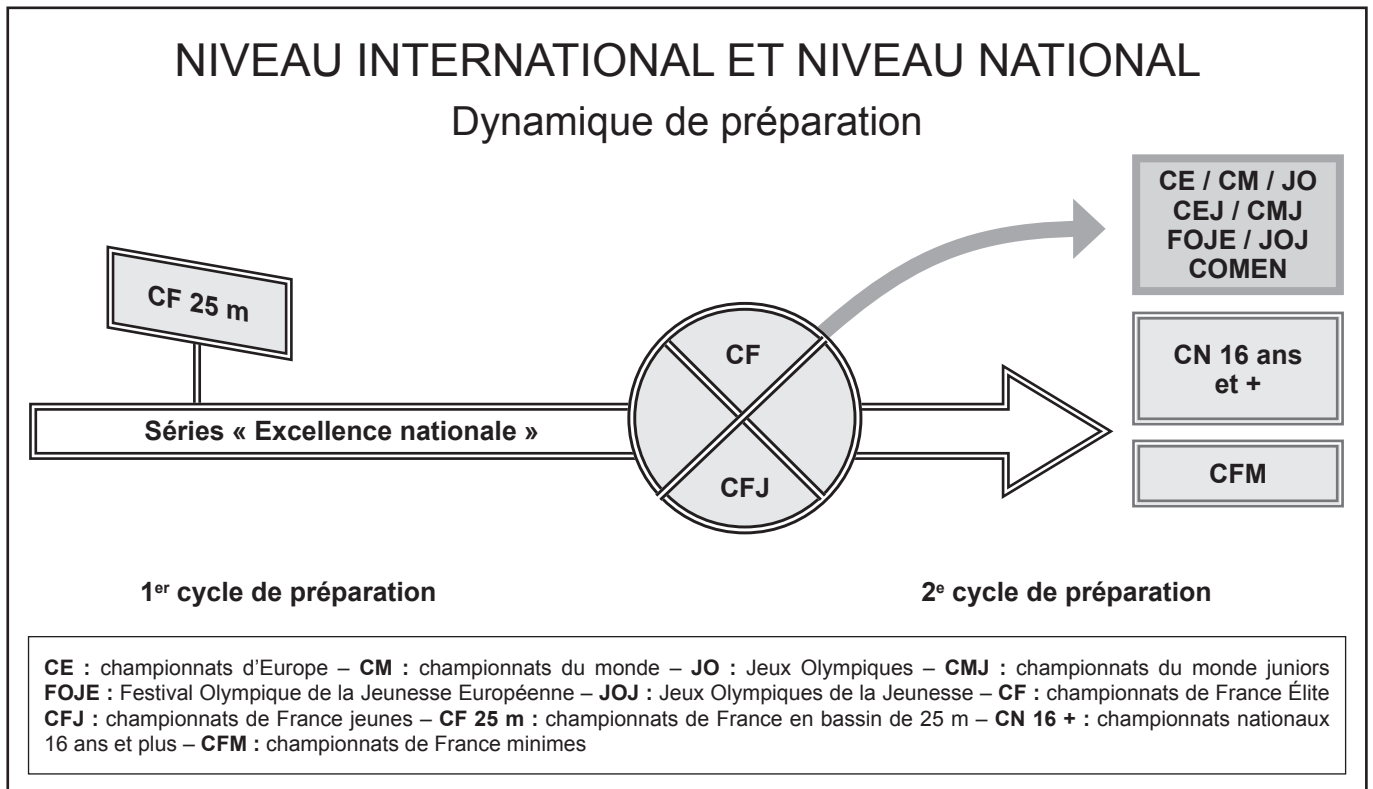 NIVEAU INTERNATIONAL ET NIVEAU NATIONAL
Dynamique de préparation
CE / CM / JO
CEJ / CMJ
FOJE / JOJ
COMEN
CF 25 m
CF
CN 16 ans
et +
Séries « Excellence nationale »
CFJ
CFM
1er cycle de préparation
2e cycle de préparation
CE : championnats d'Europe – CM : championnats du monde – JO : Jeux Olympiques – CMJ : championnats du monde juniors
FOJE : Festival Olympique de la Jeunesse Européenne – JOJ : Jeux Olympiques de la Jeunesse – CF : championnats de France Élite
CFJ : championnats de France jeunes – CF 25 m : championnats de France en bassin de 25 m – CN 16 + : championnats nationaux
16 ans et plus – CFM : championnats de France minimes